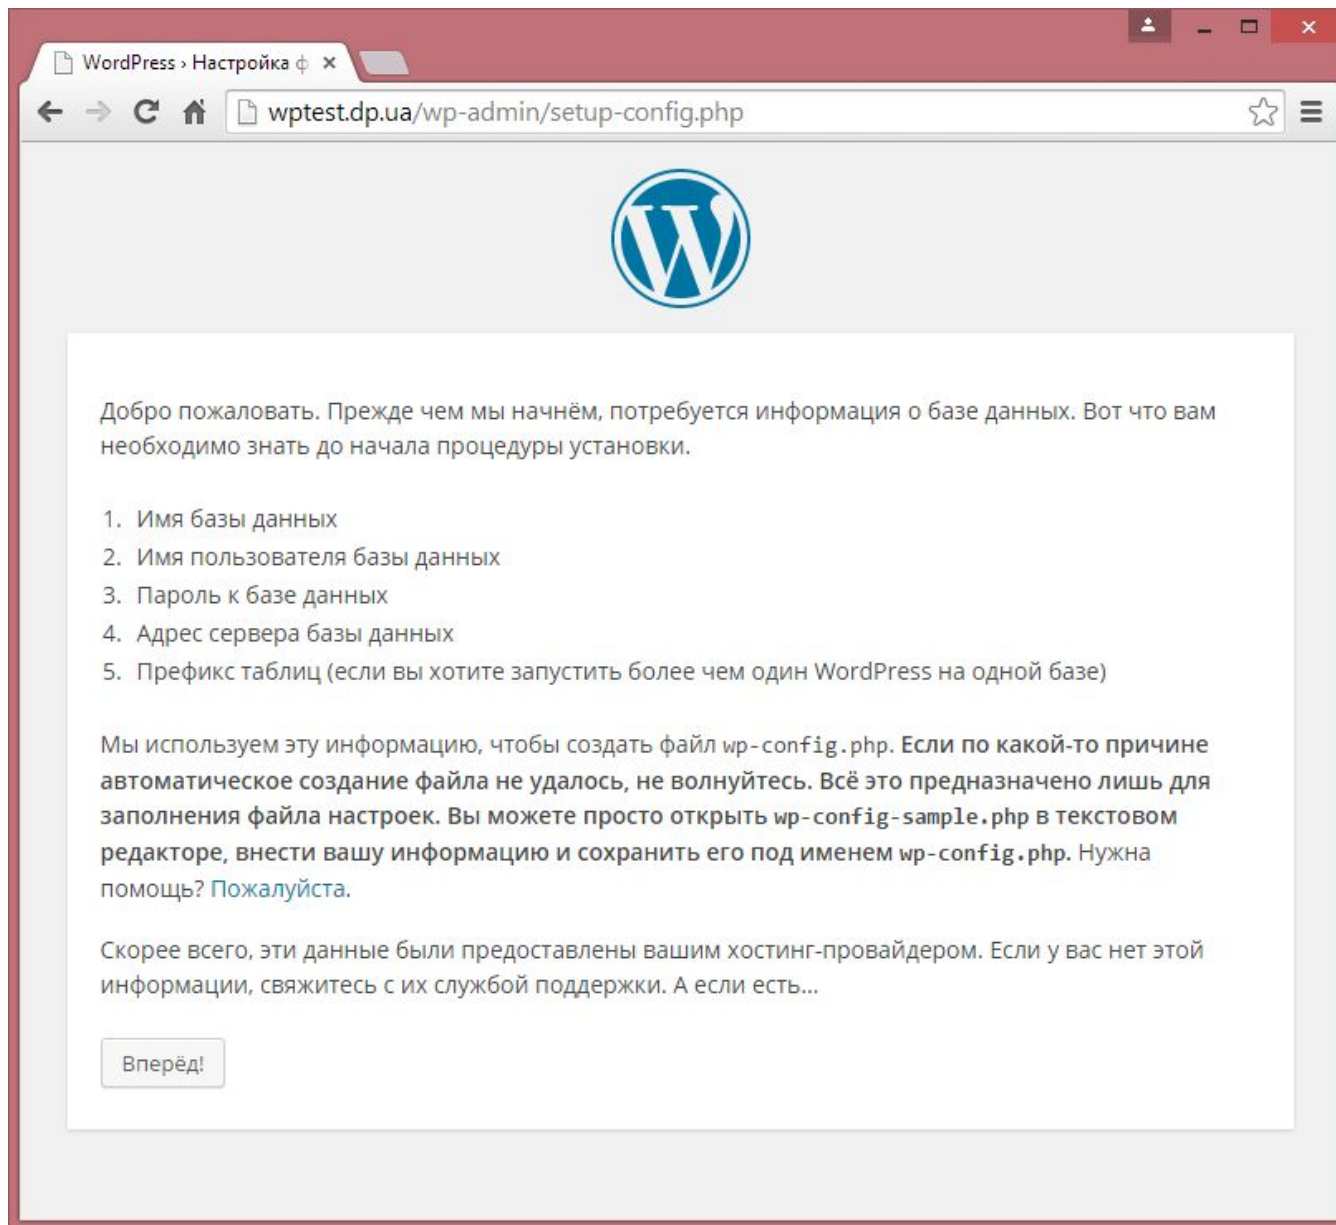 WordPress › Настройка ф
wptest.dp.ua/wp-admin/setup-config.php
Добро пожаловать. Прежде чем мы начнём, потребуется информация о базе данных. Вот что вам
необходимо знать до начала процедуры установки.
1. Имя базы данных
2. Имя пользователя базы данных
3. Пароль к базе данных
4. Адрес сервера базы данных
5. Префикс таблиц (если вы хотите запустить более чем один WordPress на одной базе)
Мы используем эту информацию, чтобы создать файл wp-config.php. Если по какой-то причине
автоматическое создание файла не удалось, не волнуйтесь. Всё это предназначено лишь для
заполнения файла настроек. Вы можете просто открыть wp-config-sample.php в текстовом
редакторе, внести вашу информацию и сохранить его под именем wp-config.php. Нужна
помощь? Пожалуйста.
Скорее всего, эти данные были предоставлены вашим хостинг-провайдером. Если у вас нет этой
информации, свяжитесь с их службой поддержки. А если есть…
Вперёд!